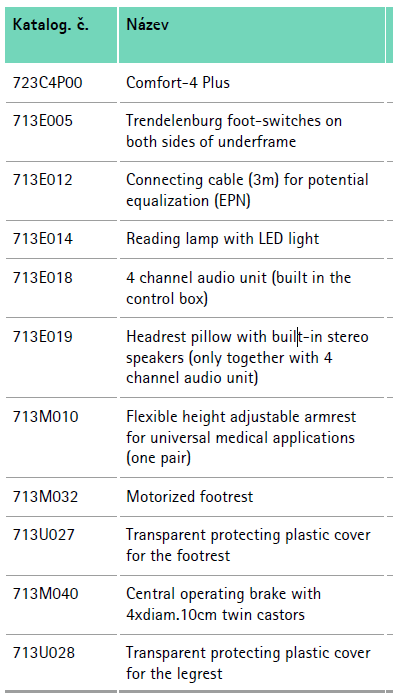 Katalog. č. Název
723C4P00 Comfort-4 Plus
713E005 Trendelenburg foot-switches on
both sides of underframe
713E012 Connecting cable (3m) for potential
equalization (EPN)
713E014 Reading lamp with LED light
713E018 4 channel audio unit (built in the
control box)
713E019 Headrest pillow with built-in stereo
speakers (only together with 4
channel audio unit)
713M010 Flexible height adjustable armrest
for universal medical applications
(one pair)
713M032 Motorized footrest
713U027 Transparent protecting plastic cover
for the footrest
713M040 Central operating brake with
4xdiam.10cm twin castors
713U028 Transparent protecting plastic cover
for the legrest